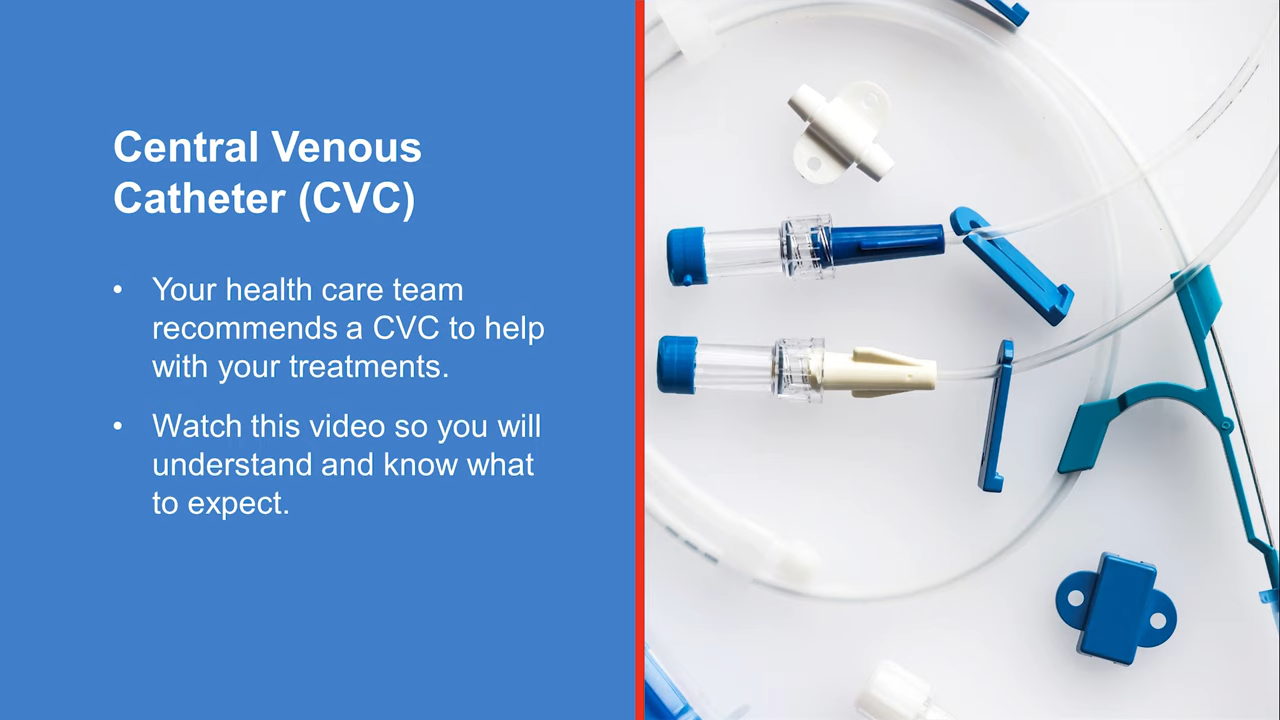 Central Venous
Catheter (CVC)
• Your health care team
recommends a CVC to help
with your treatments.
• Watch this video so you will
understand and know what
to expect.